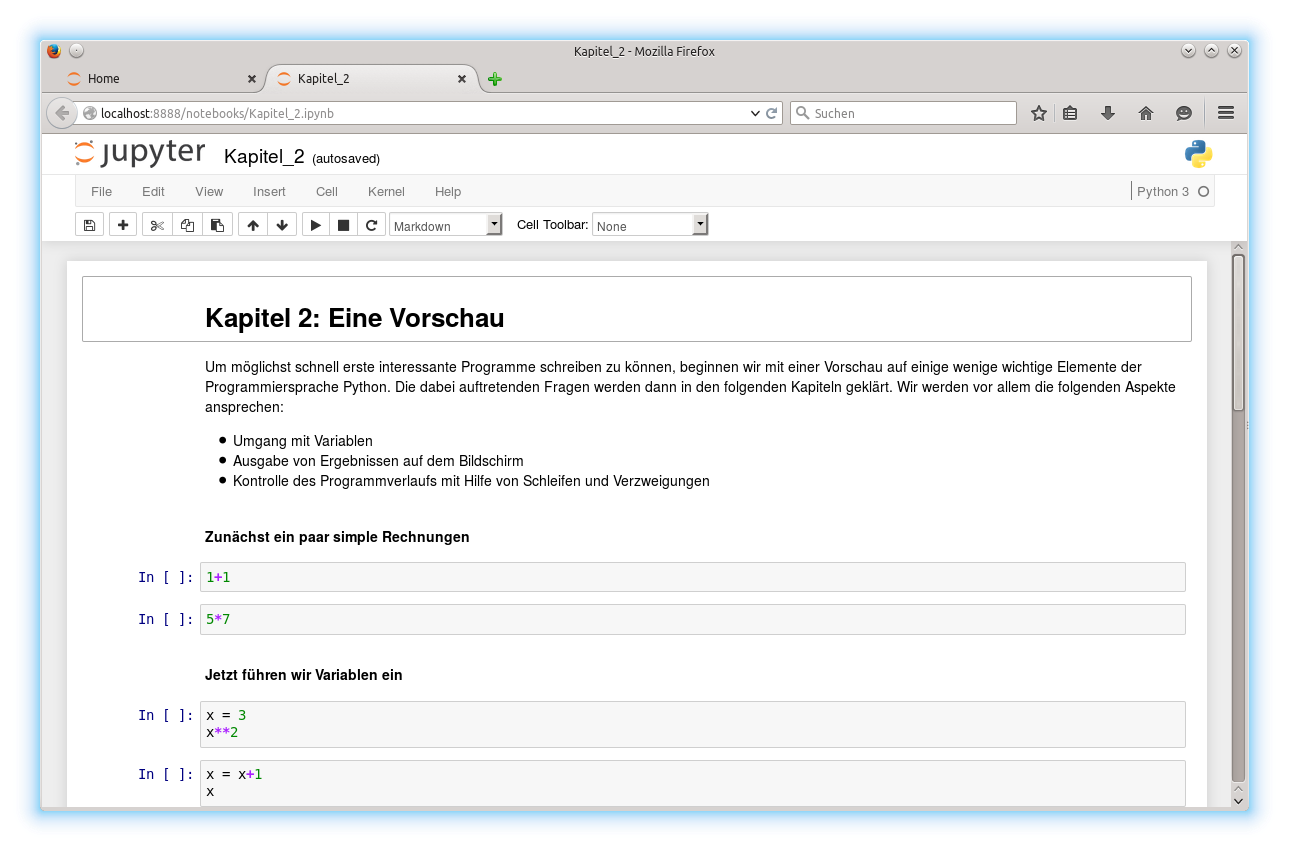 Kapitel_2 - Mozilla Firefox
Home
Kapitel_2
localhost:8888/notebooks/Kapitel_2.ipynb
Suchen
jupyter Kapitel_2 (autosaved)
File Edit View Insert Cell Kernel Help Python 3
Markdown Cell Toolbar: None
Kapitel 2: Eine Vorschau
Um möglichst schnell erste interessante Programme schreiben zu können, beginnen wir mit einer Vorschau auf einige wenige wichtige Elemente der
Programmiersprache Python. Die dabei auftretenden Fragen werden dann in den folgenden Kapiteln geklärt. Wir werden vor allem die folgenden Aspekte
ansprechen:
● Umgang mit Variablen
● Ausgabe von Ergebnissen auf dem Bildschirm
● Kontrolle des Programmverlaufs mit Hilfe von Schleifen und Verzweigungen
Zunächst ein paar simple Rechnungen
In [ ]: 1+1
In [ ]: 5*7
Jetzt führen wir Variablen ein
In [ ]: x = 3
x**2
In [ ]: x = x+1
x